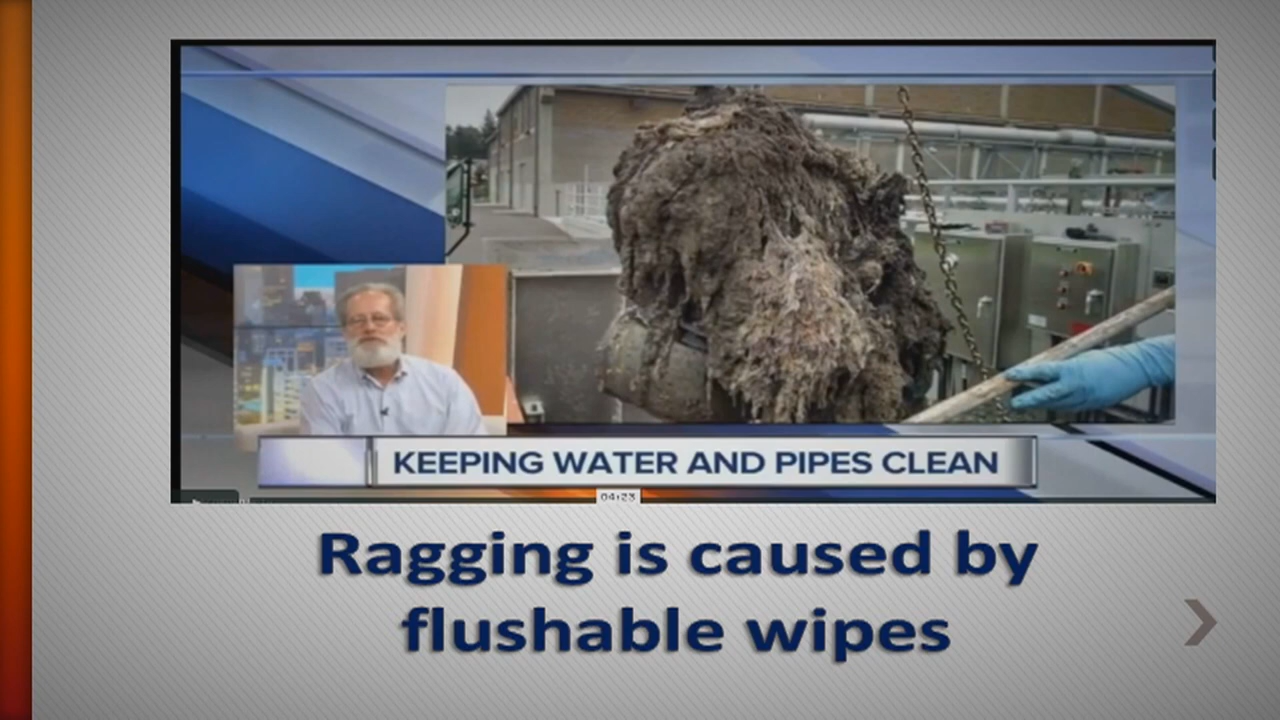 KEEPING WATER AND PIPES CLEAN
04:23
Ragging is caused by
flushable wipes